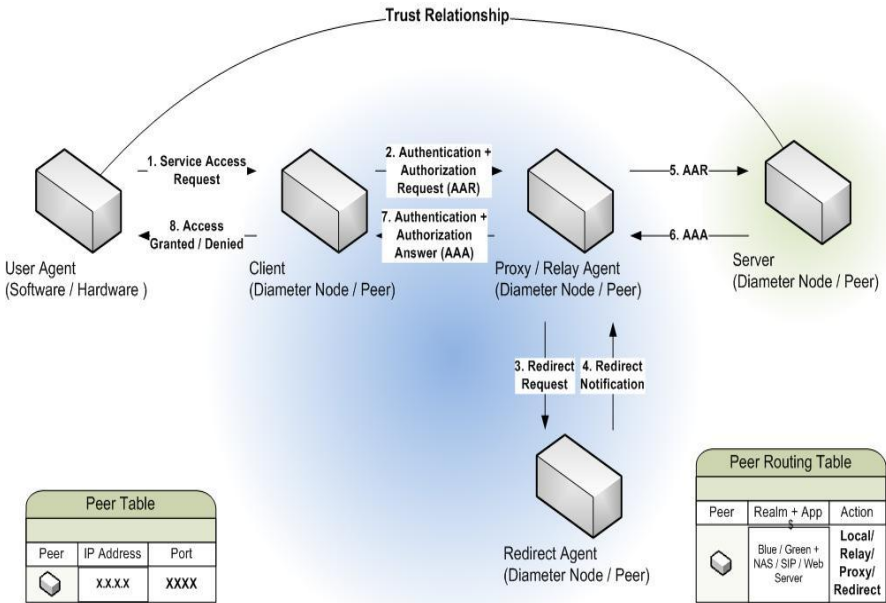 Trust Relationship
1. Service Access
Request
2. Authentication +
Authorization
Request (AAR)
5. AAR
8. Access
Granted / Denied
7. Authentication +
Authorization
Answer (AAA)
6. AAA
User Agent
(Software / Hardware )
Client
(Diameter Node / Peer)
Proxy / Relay Agent
(Diameter Node / Peer)
Server
(Diameter Node / Peer)
3. Redirect
Request
4. Redirect
Notification
Redirect Agent
(Diameter Node / Peer)
Peer Table
Peer
IP Address
Port
X.X.X.X
XXXX
Peer Routing Table
Peer
Realm + App
s
Action
Blue / Green +
NAS / SIP / Web
Server
Local/
Relay/
Proxy/
Redirect